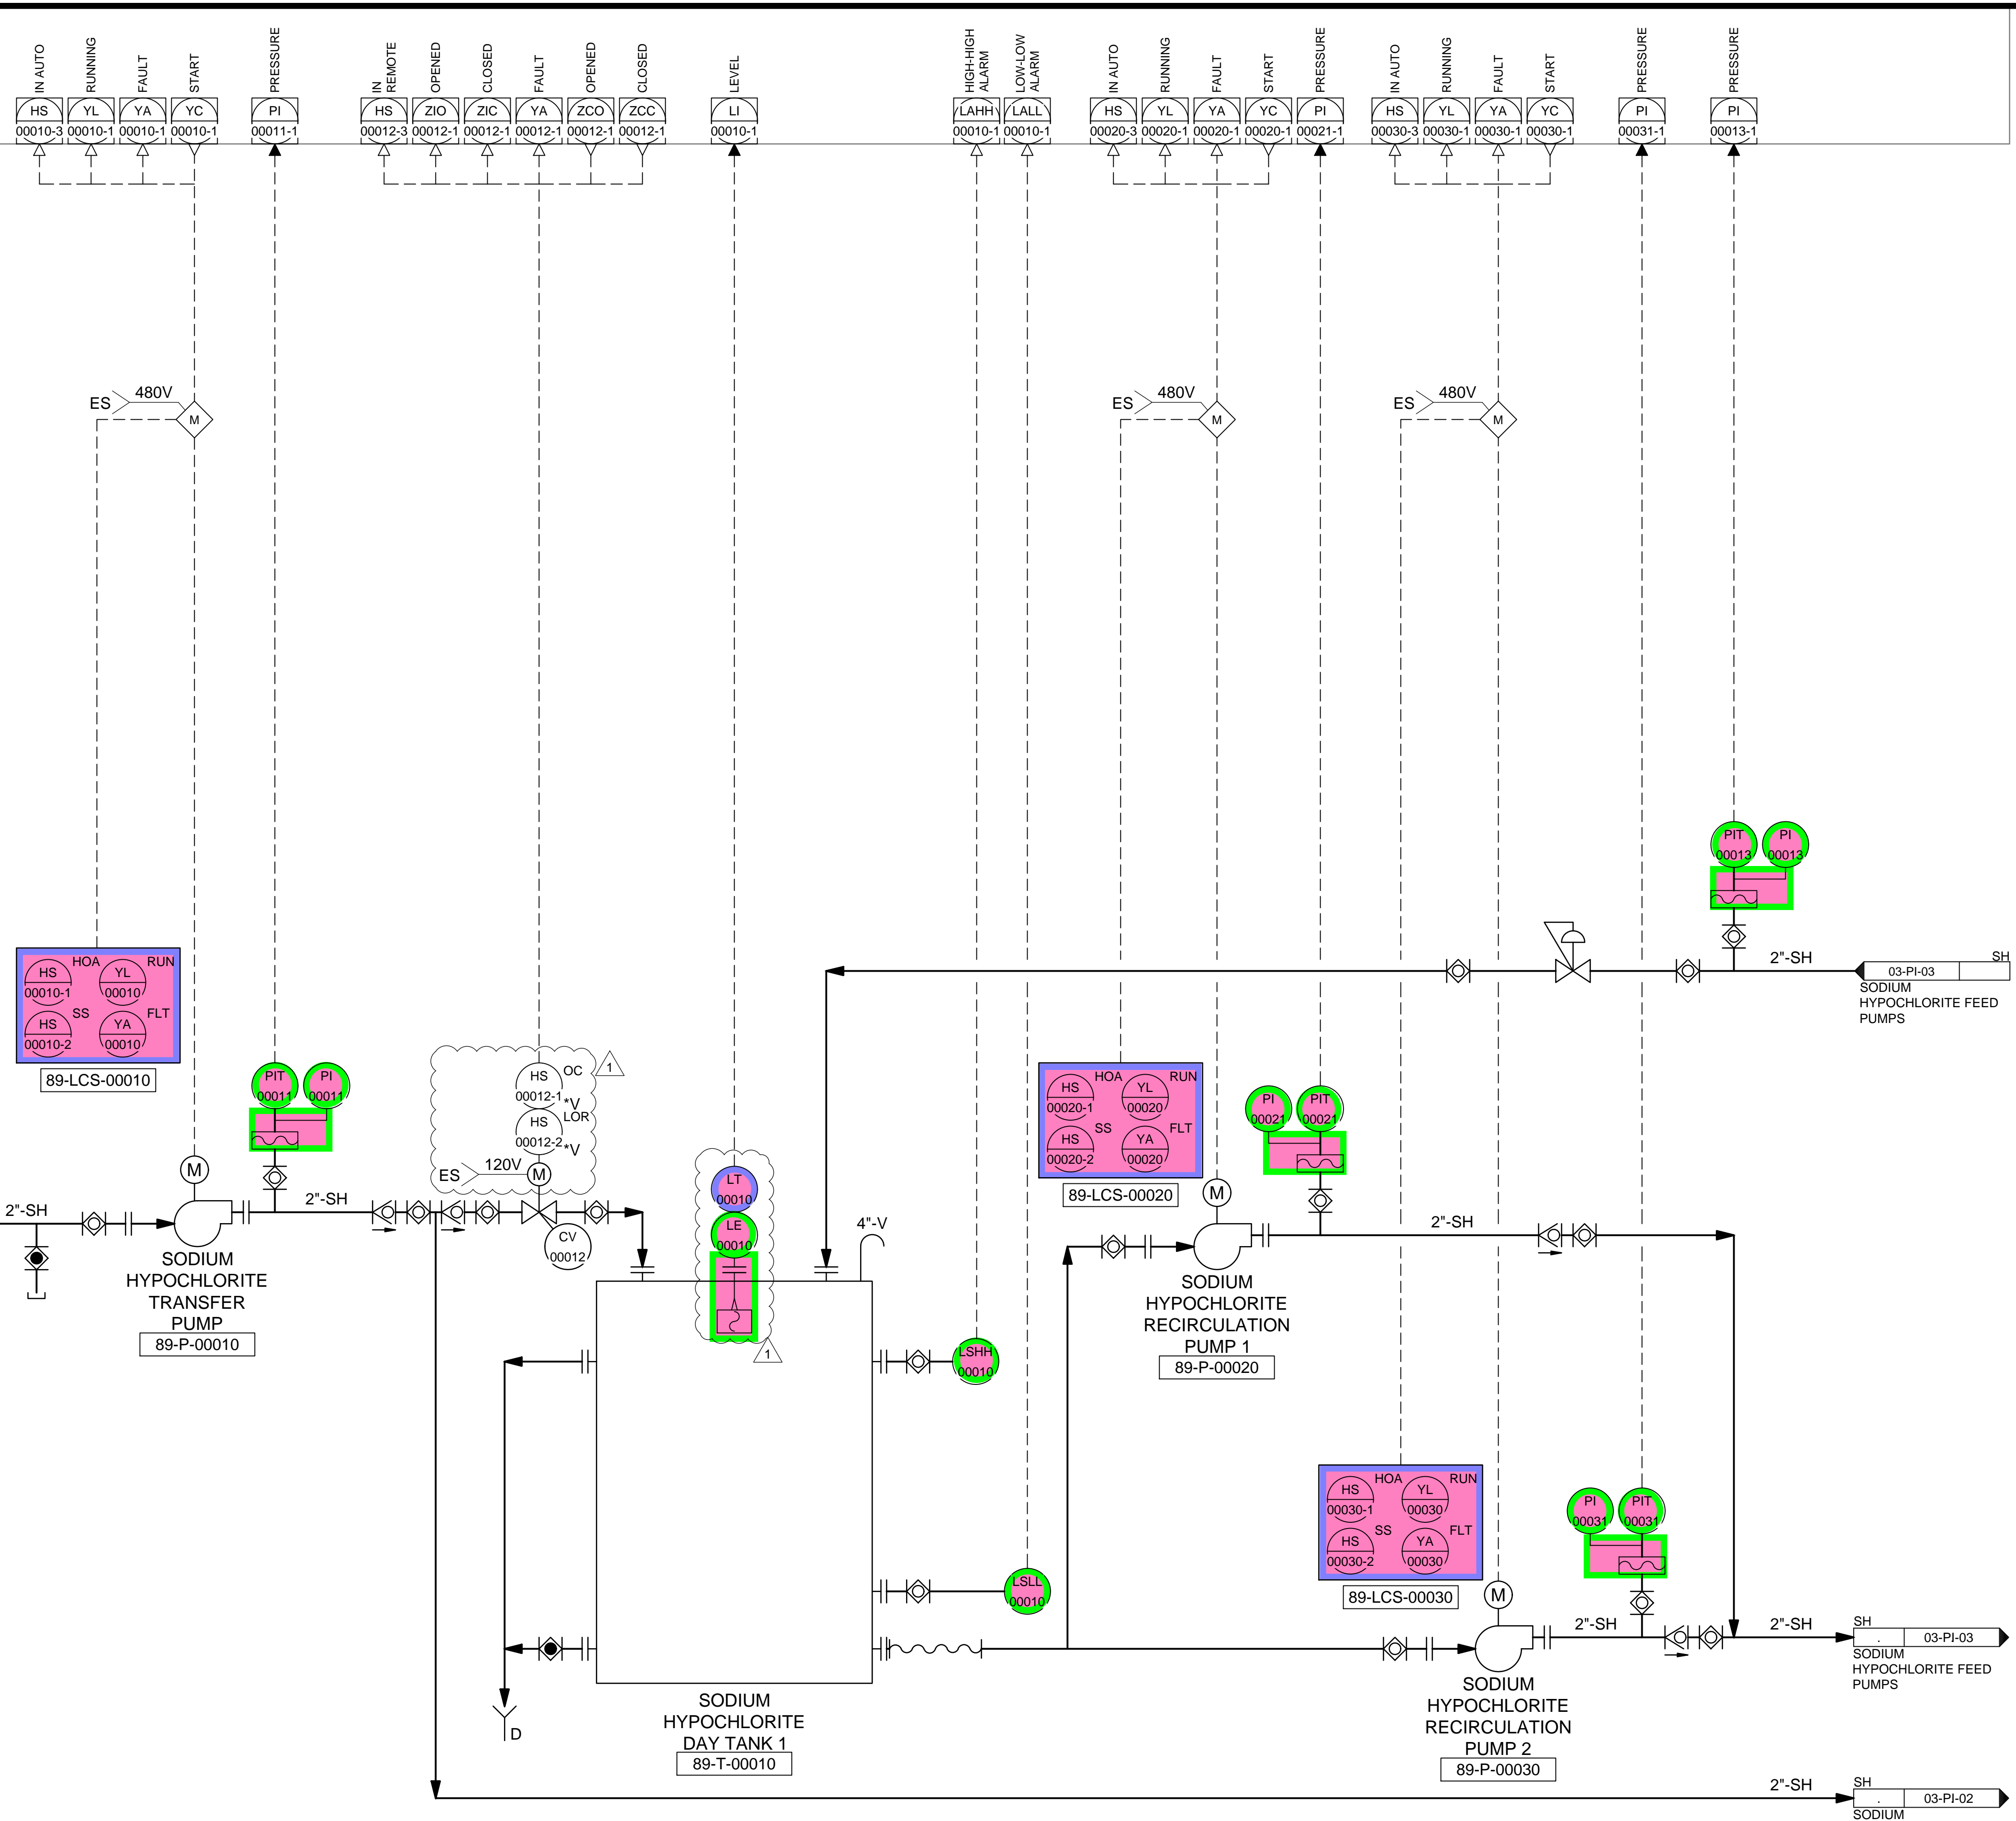 IN AUTO
RUNNING
FAULT
START
PRESSURE
IN
REMOTE
OPENED
CLOSED
FAULT
OPENED
CLOSED
LEVEL
HIGH-HIGH
ALARM
LOW-LOW
ALARM
IN AUTO
RUNNING
FAULT
START
PRESSURE
IN AUTO
RUNNING
FAULT
START
PRESSURE
PRESSURE
HS
00010-3
YL
00010-1
YA
00010-1
YC
00010-1
PI
00011-1
HS
00012-3
ZIO
00012-1
ZIC
00012-1
YA
00012-1
ZCO
00012-1
ZCC
00012-1
LI
00010-1
LAHH
00010-1
LALL
00010-1
HS
00020-3
YL
00020-1
YA
00020-1
YC
00020-1
PI
00021-1
HS
00030-3
YL
00030-1
YA
00030-1
YC
00030-1
PI
00031-1
PI
00013-1
ES 480V
M
ES 480V
M
ES 480V
M
PIT
00013
PI
00013
2"-SH
SH
03-PI-03
SODIUM
HYPOCHLORITE FEED
PUMPS
HS
00010-1
HOA
YL
00010
RUN
HS
00010-2
SS
YA
00010
FLT
89-LCS-00010
PIT
00011
PI
00011
HS
00012-1
OC
*V
1
HS
00012-2
LOR
*V
ES 120V
M
CV
00012
LT
00010
LE
00010
1
4"-V
HS
00020-1
HOA
YL
00020
RUN
HS
00020-2
SS
YA
00020
FLT
89-LCS-00020
PI
00021
PIT
00021
M
2"-SH
M
2"-SH
2"-SH
SODIUM
HYPOCHLORITE
TRANSFER
PUMP
89-P-00010
SODIUM
HYPOCHLORITE
RECIRCULATION
PUMP 1
89-P-00020
LSHH
00010
LSLL
00010
HS
00030-1
HOA
YL
00030
RUN
HS
00030-2
SS
YA
00030
FLT
89-LCS-00030
PI
00031
PIT
00031
M
2"-SH
2"-SH
SH
.
03-PI-03
SODIUM
HYPOCHLORITE FEED
PUMPS
SODIUM
HYPOCHLORITE
RECIRCULATION
PUMP 2
89-P-00030
D
SODIUM
HYPOCHLORITE
DAY TANK 1
89-T-00010
2"-SH
SH
.
03-PI-02
SODIUM